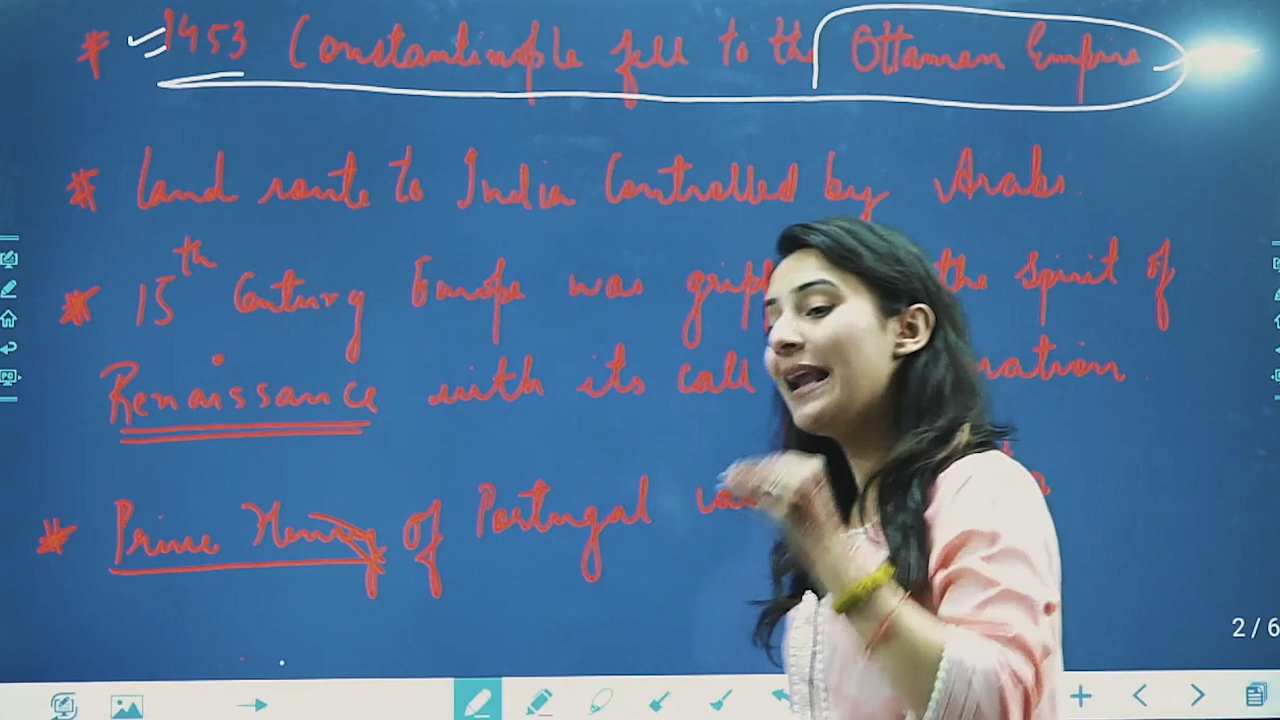 * 1453 Constantinople fell to the Ottoman Empire
* Land route to India Controlled by Arabs
* 15th Century Europe was the spirit of
Renaissance with its call
* Prince Henry of Portugal
2 / 6